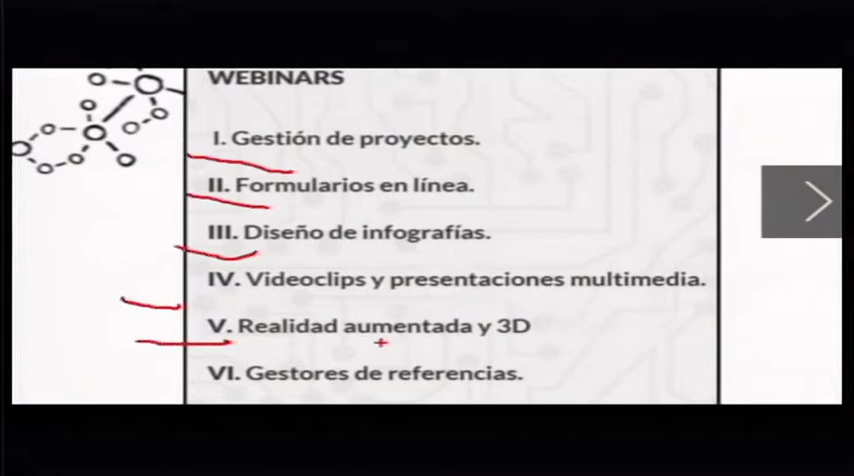 WEBINARS
I. Gestión de proyectos.
II. Formularios en línea.
III. Diseño de infografías.
IV. Videoclips y presentaciones multimedia.
V. Realidad aumentada y 3D
VI. Gestores de referencias.